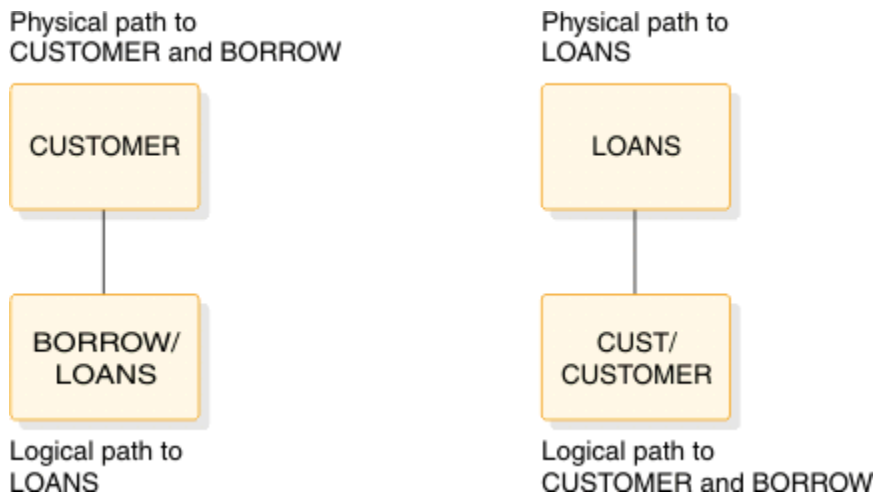 Physical path to
CUSTOMER and BORROW
CUSTOMER
BORROW/
LOANS
Logical path to
LOANS
Physical path to
LOANS
LOANS
CUST/
CUSTOMER
Logical path to
CUSTOMER and BORROW